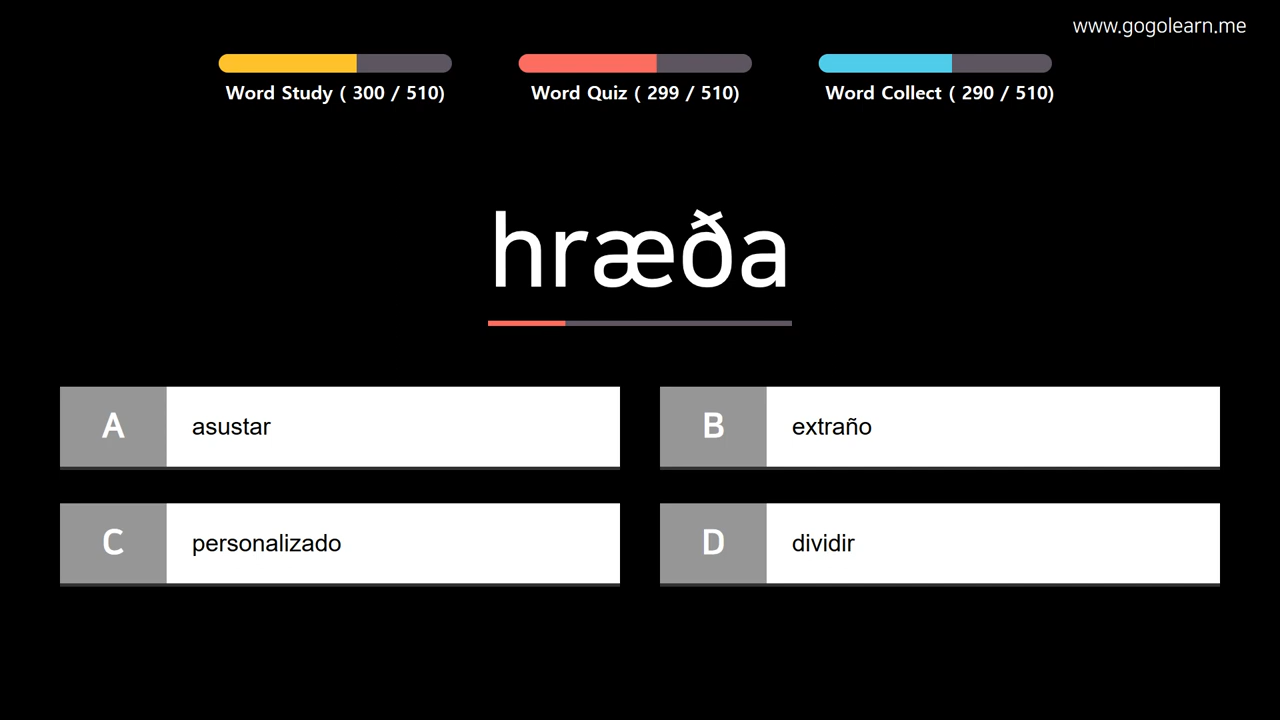 www.gogolearn.me
Word Study ( 300 / 510)
Word Quiz ( 299 / 510)
Word Collect ( 290 / 510)
hræða
A
asustar
B
extraño
C
personalizado
D
dividir